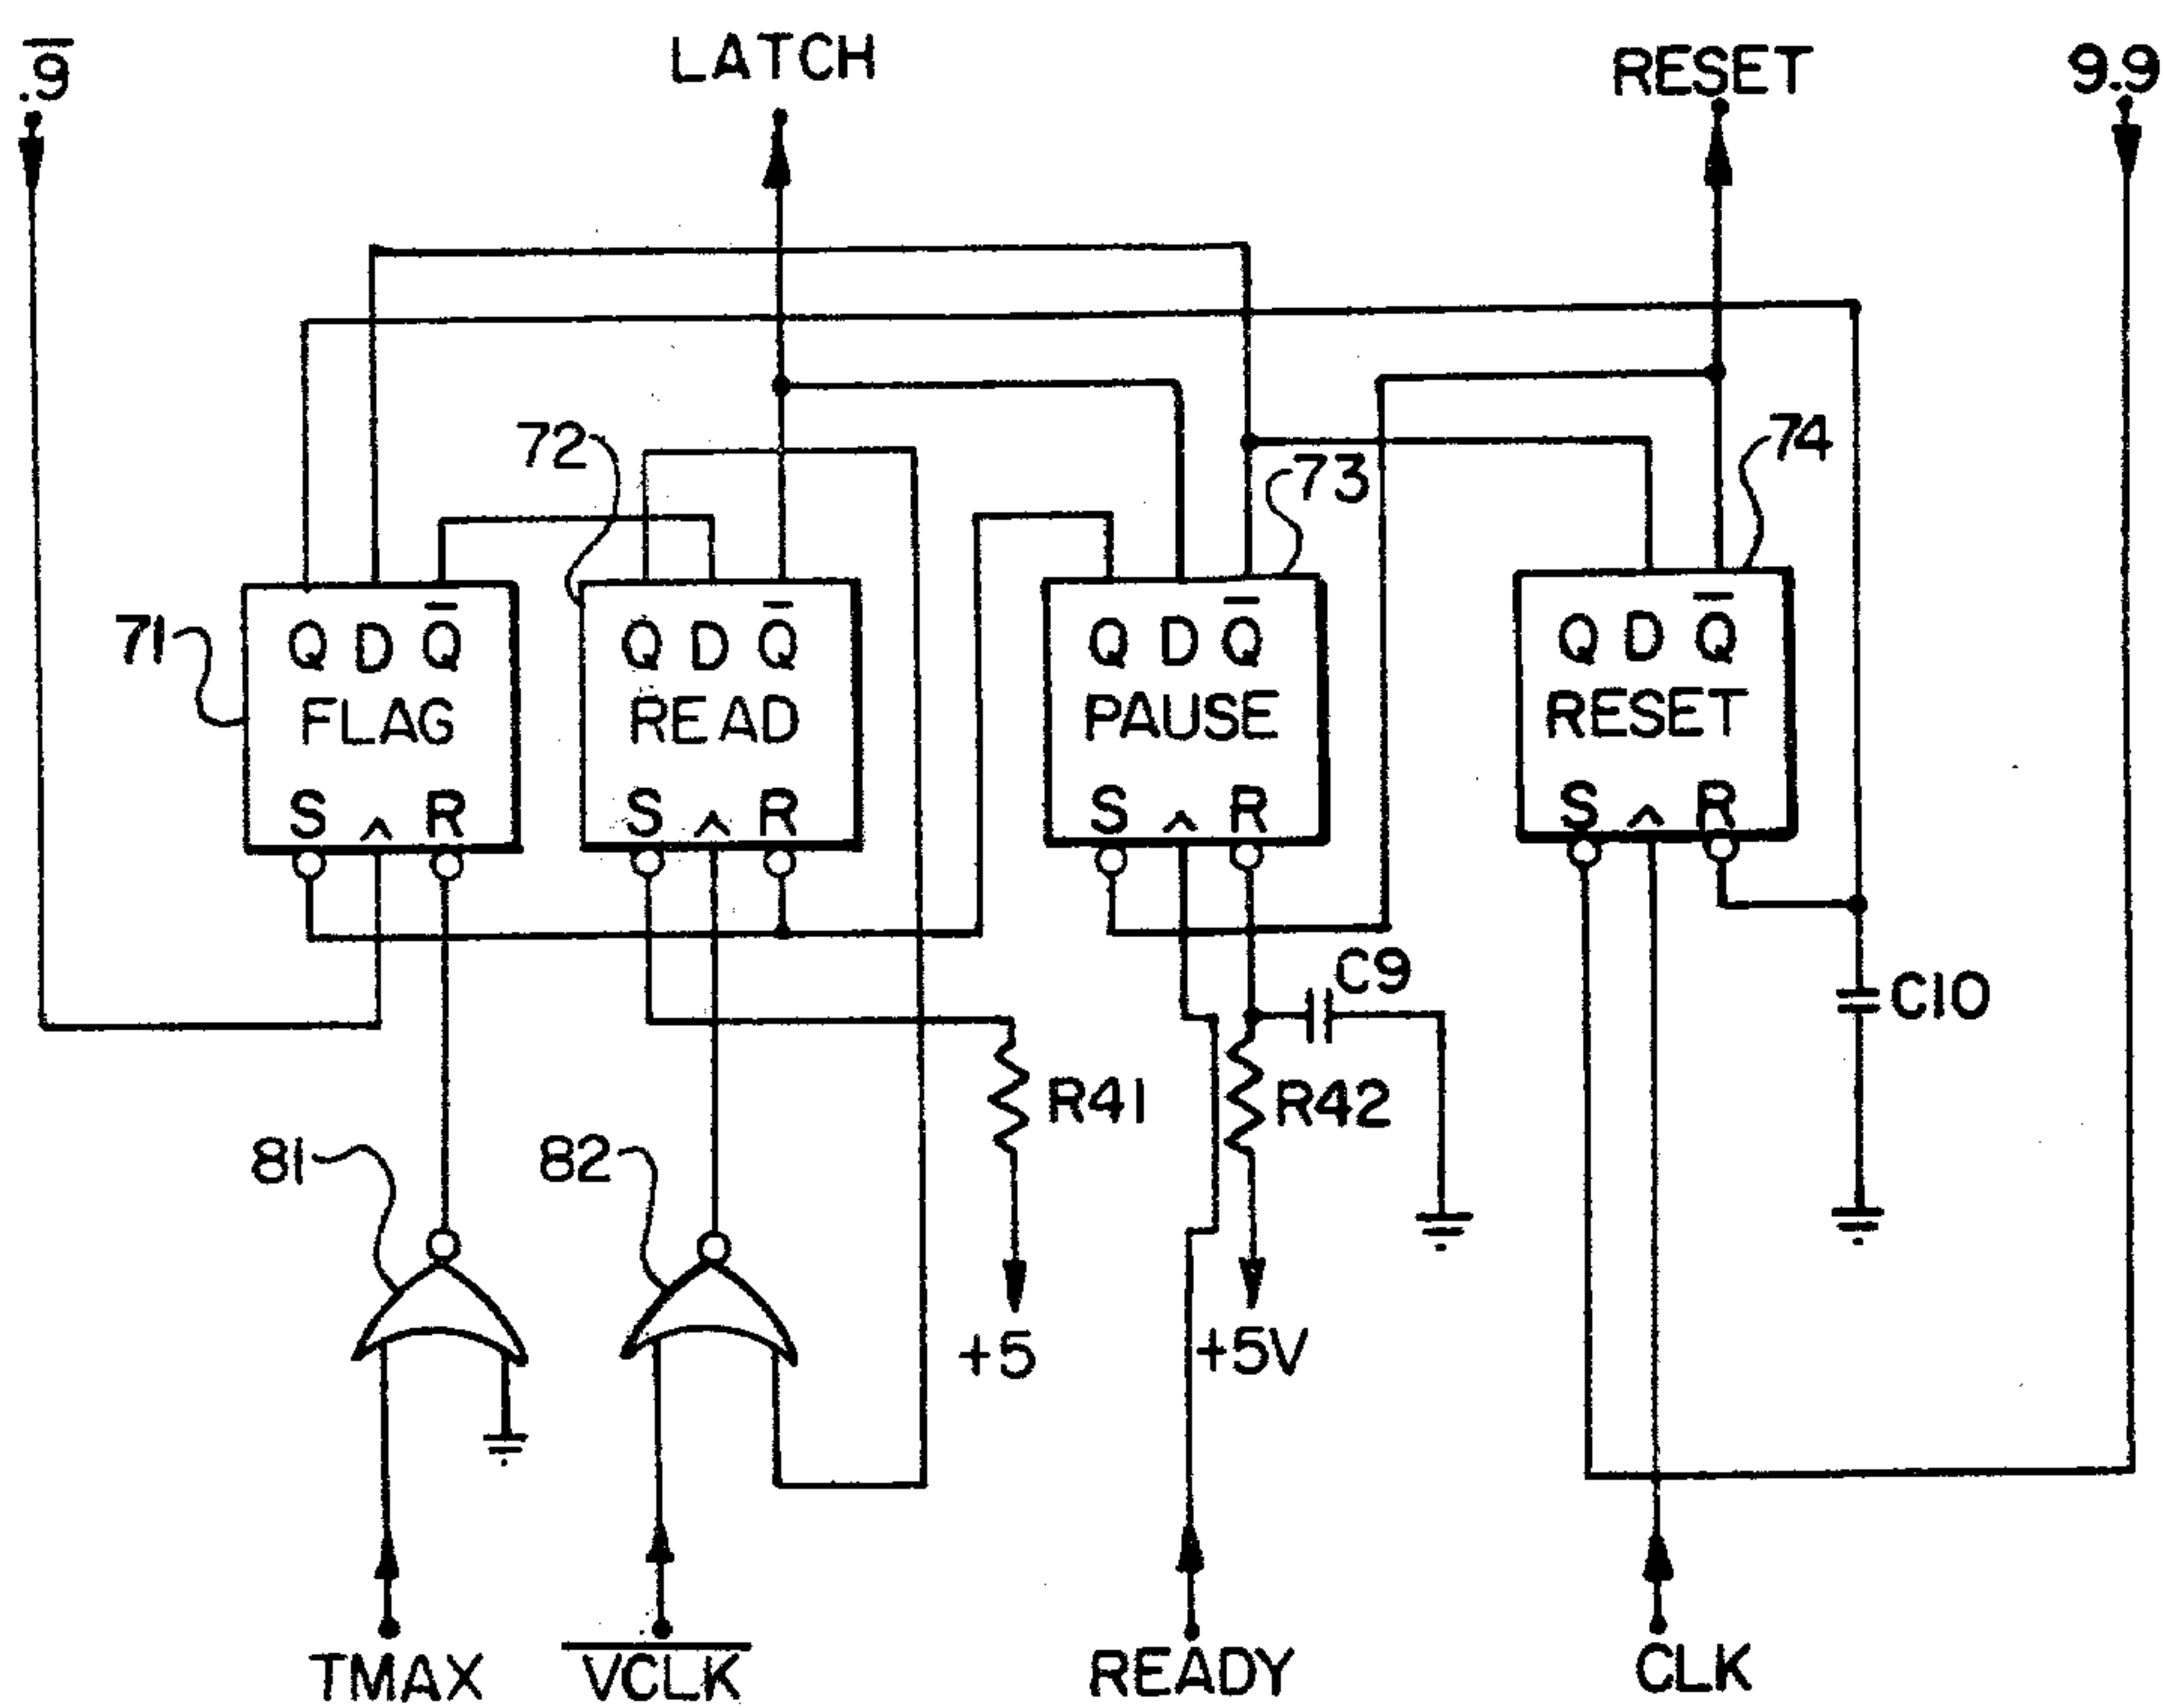 .9̅ LATCH RESET 9.9
72 73 74
71
Q D Q̅ Q D Q̅ Q D Q̅ Q D Q̅
FLAG READ PAUSE RESET
S ^ R S ^ R S ^ R S ^ R
C9
C10
R41 R42
81 82
+5 +5V
TMAX V̅C̅L̅K̅ READY CLK